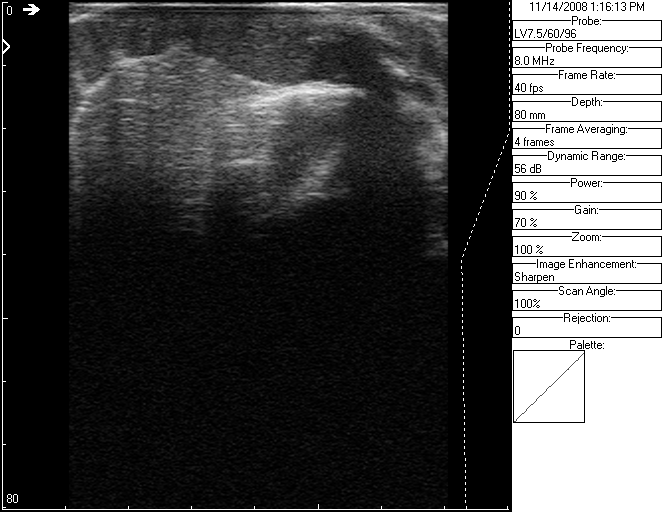 0
80
11/14/2008 1:16:13 PM
Probe:
LV7.5/60/96
Probe Frequency:
8.0 MHz
Frame Rate:
40 fps
Depth:
80 mm
Frame Averaging:
4 frames
Dynamic Range:
56 dB
Power:
90 %
Gain:
70 %
Zoom:
100 %
Image Enhancement:
Sharpen
Scan Angle:
100%
Rejection:
0
Palette: